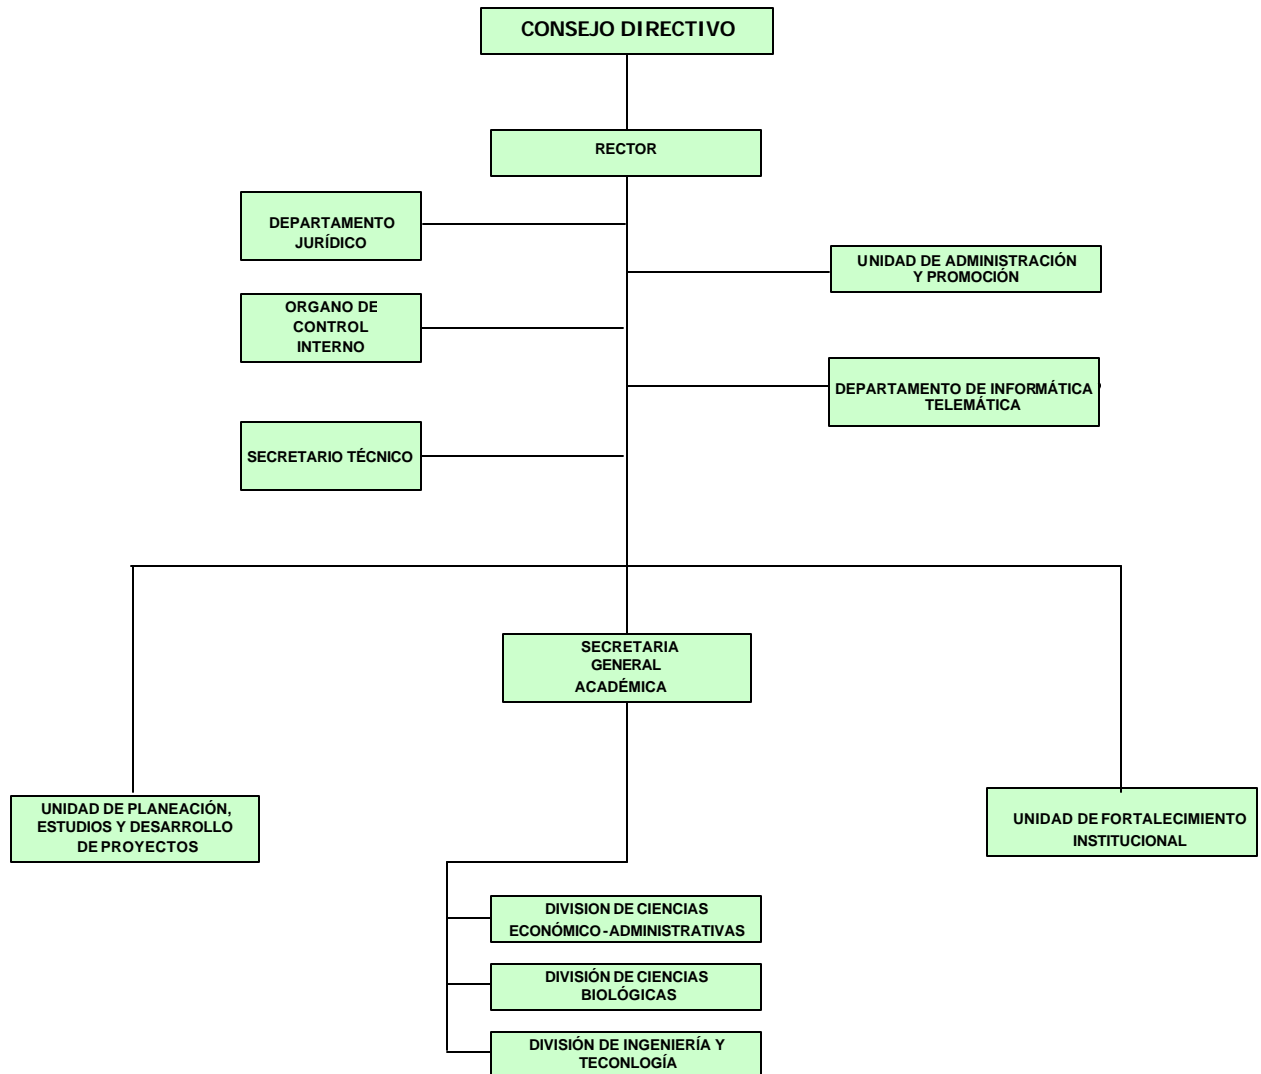 CONSEJO DIRECTIVO
RECTOR
DEPARTAMENTO
JURÍDICO
UNIDAD DE ADMINISTRACIÓN
Y PROMOCIÓN
ORGANO DE
CONTROL
INTERNO
DEPARTAMENTO DE INFORMÁTICA
TELEMÁTICA
SECRETARIO TÉCNICO
SECRETARIA
GENERAL
ACADÉMICA
UNIDAD DE PLANEACIÓN,
ESTUDIOS Y DESARROLLO
DE PROYECTOS
UNIDAD DE FORTALECIMIENTO
INSTITUCIONAL
DIVISION DE CIENCIAS
ECONÓMICO-ADMINISTRATIVAS
DIVISIÓN DE CIENCIAS
BIOLÓGICAS
DIVISIÓN DE INGENIERÍA Y
TECONLOGÍA